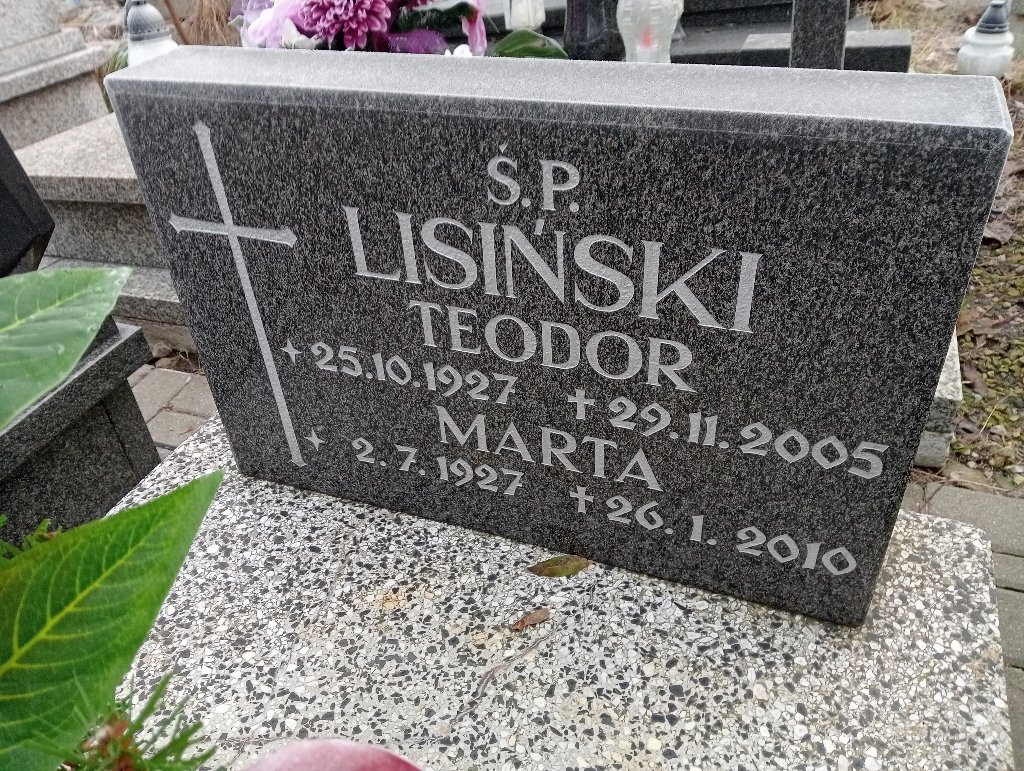 Ś.P.
LISIŃSKI
TEODOR
25.10.1927 29.11.2005
MARTA
2.7.1927 26.1.2010